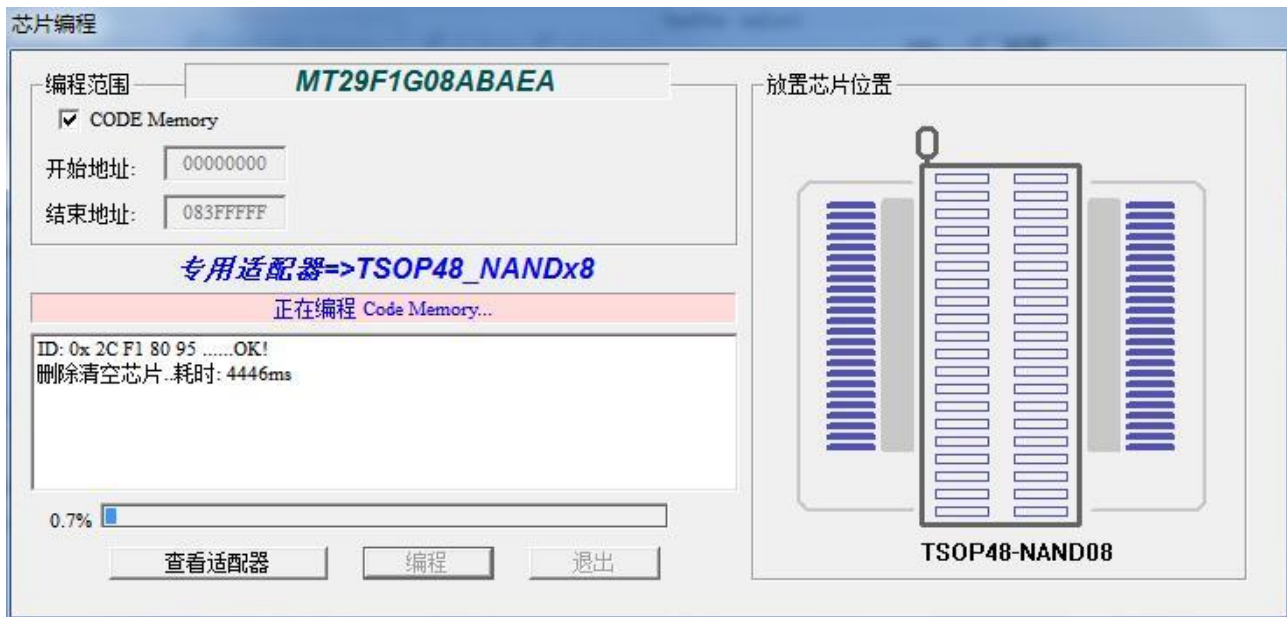 芯片编程
编程范围
MT29F1G08ABAEA
CODE Memory
开始地址: 00000000
结束地址: 083FFFFF
专用适配器=>TSOP48_NANDx8
正在编程 Code Memory...
ID: 0x 2C F1 80 95 ......OK!
删除清空芯片..耗时: 4446ms
0.7%
查看适配器 编程 退出
放置芯片位置
TSOP48-NAND08